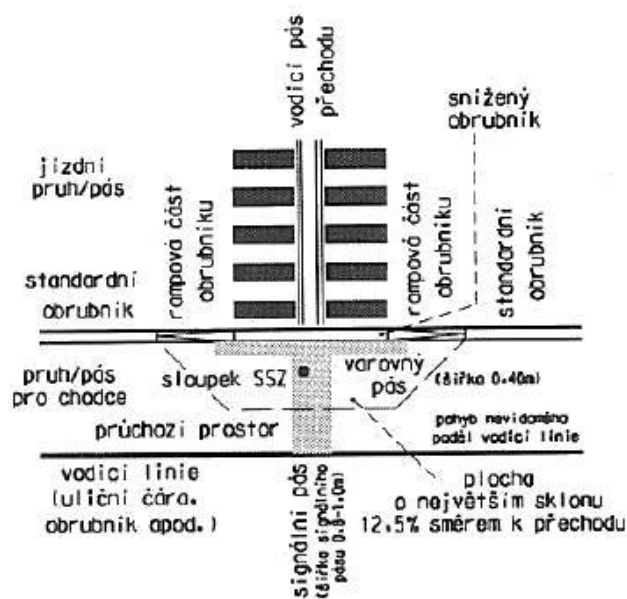 vodicí pás
přechodu
snížený
obrubník
jízdní
pruh/pás
rampová část
obrubníku
rampová část
obrubníku
standardní
obrubník
standardní
obrubník
pruh/pás
pro chodce
sloupek SSZ
varovný
pás
(šířka 0.40m)
průchozí prostor
pohyb nevidomého
podél vodicí linie
vodicí linie
(uliční čára.
obrubník apod.)
signální pás
(šířka signálního
pásu 0.8-1.0m)
plocha
o největším sklonu
12.5% směrem k přechodu